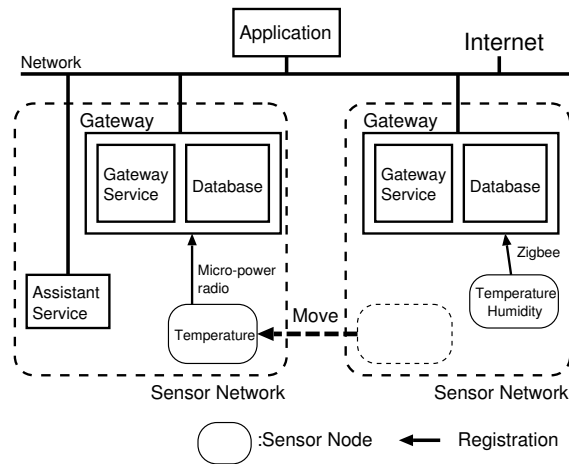 Application
Internet
Network
Gateway
Gateway
Service
Database
Gateway
Gateway
Service
Database
Micro-power
radio
Zigbee
Assistant
Service
Temperature
Move
Temperature
Humidity
Sensor Network
Sensor Network
:Sensor Node
Registration